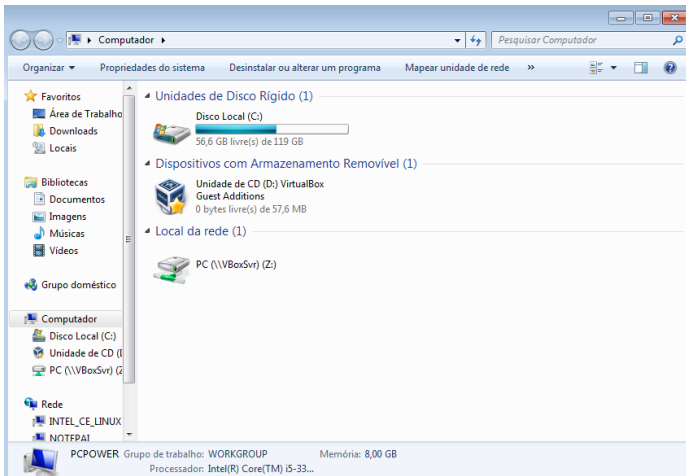 Computador
Pesquisar Computador
Organizar
Propriedades do sistema
Desinstalar ou alterar um programa
Mapear unidade de rede
»
Favoritos
Área de Trabalho
Downloads
Locais
Bibliotecas
Documentos
Imagens
Músicas
Vídeos
Grupo doméstico
Computador
Disco Local (C:)
Unidade de CD (D
PC (\\VBoxSvr) (Z
Rede
INTEL_CE_LINUX
NOTEPAI
Unidades de Disco Rígido (1)
Disco Local (C:)
56,6 GB livre(s) de 119 GB
Dispositivos com Armazenamento Removível (1)
Unidade de CD (D:) VirtualBox
Guest Additions
0 bytes livre(s) de 57,6 MB
Local da rede (1)
PC (\\VBoxSvr) (Z:)
PCPOWER Grupo de trabalho: WORKGROUP Memória: 8,00 GB
Processador: Intel(R) Core(TM) i5-33...